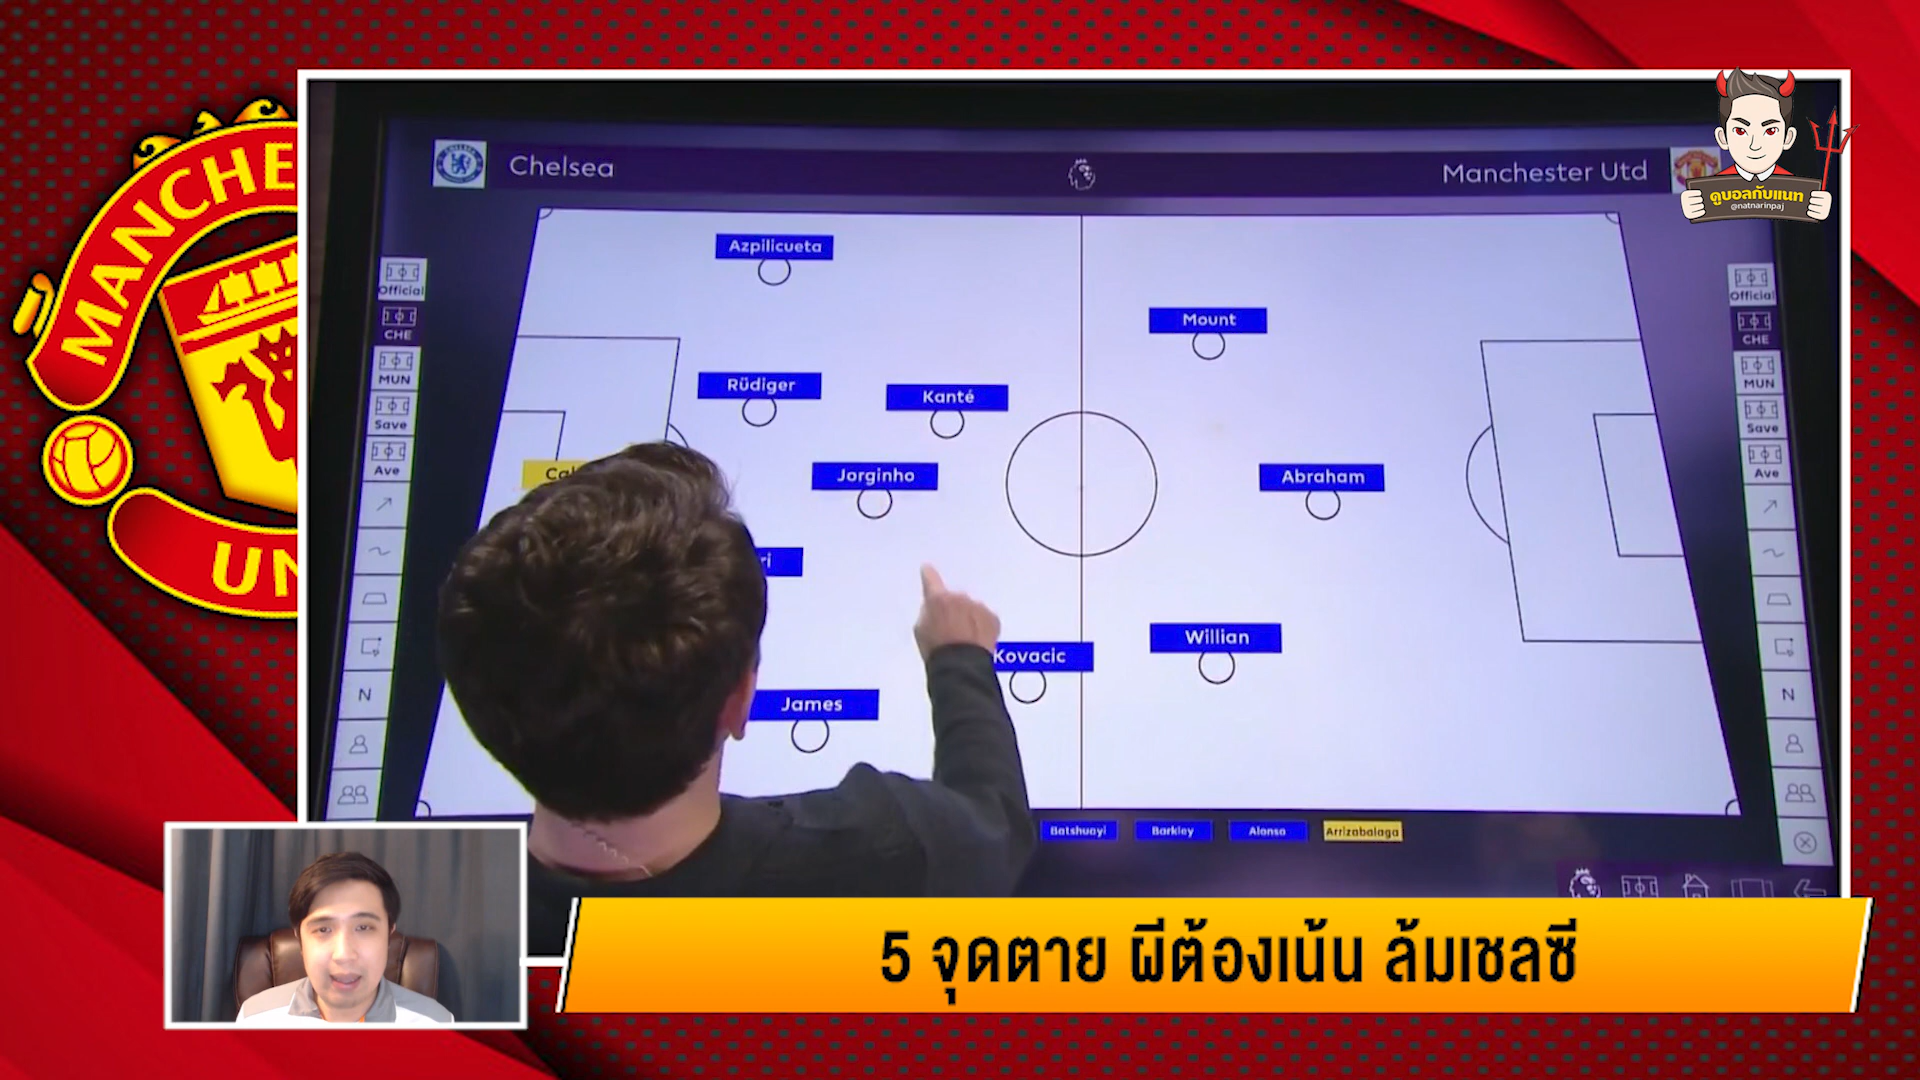 MANCHE
UN
Chelsea
Manchester Utd
ดูบอลกับแนท
@natnarinpaj
Azpilicueta
Mount
Official
CHE
MUN
Save
Ave
N
Official
CHE
MUN
Save
Ave
N
Rüdiger
Kanté
Jorginho
Abraham
Kovacic
Willian
James
Batshuayi
Barkley
Alonso
Arrizabalaga
5 จุดตาย ผีต้องเน้น ล้มเชลซี